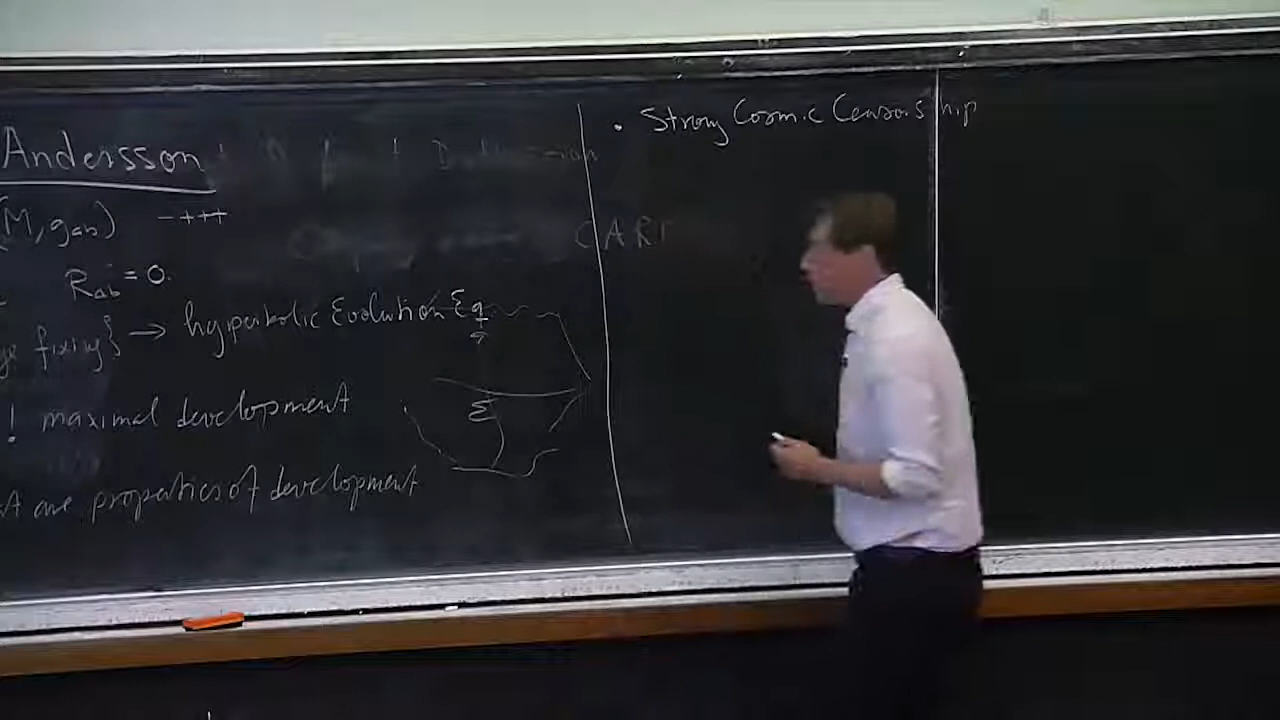 Andersson
(M, gab) -+++
Rab = 0.
fixing} → hyperbolic Evolution Eq
! maximal development
Σ
are properties of development
• Strong Cosmic Censorship